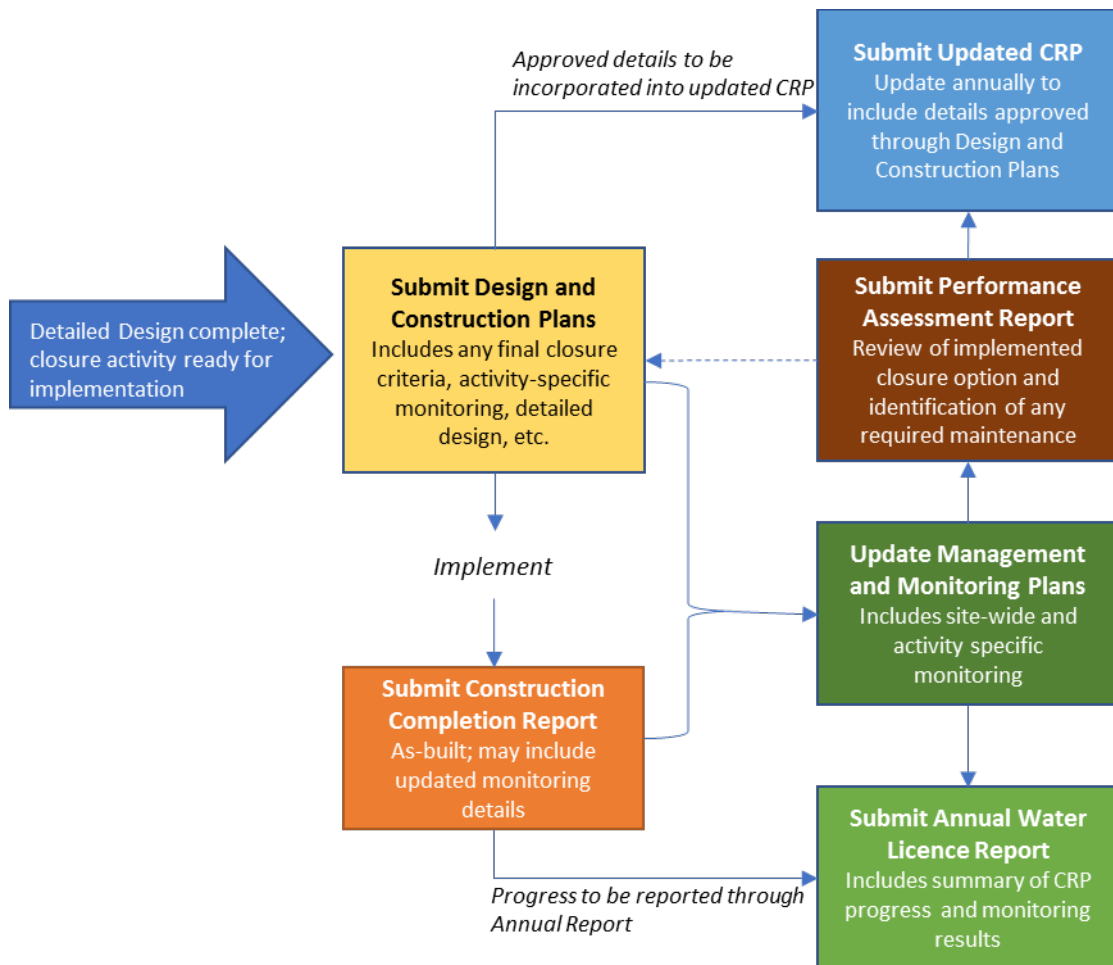 Approved details to be
incorporated into updated CRP
Submit Updated CRP
Update annually to
include details approved
through Design and
Construction Plans
Detailed Design complete;
closure activity ready for
implementation
Submit Design and
Construction Plans
Includes any final closure
criteria, activity-specific
monitoring, detailed
design, etc.
Submit Performance
Assessment Report
Review of implemented
closure option and
identification of any
required maintenance
Implement
Update Management
and Monitoring Plans
Includes site-wide and
activity specific
monitoring
Submit Construction
Completion Report
As-built; may include
updated monitoring
details
Progress to be reported through
Annual Report
Submit Annual Water
Licence Report
Includes summary of CRP
progress and monitoring
results